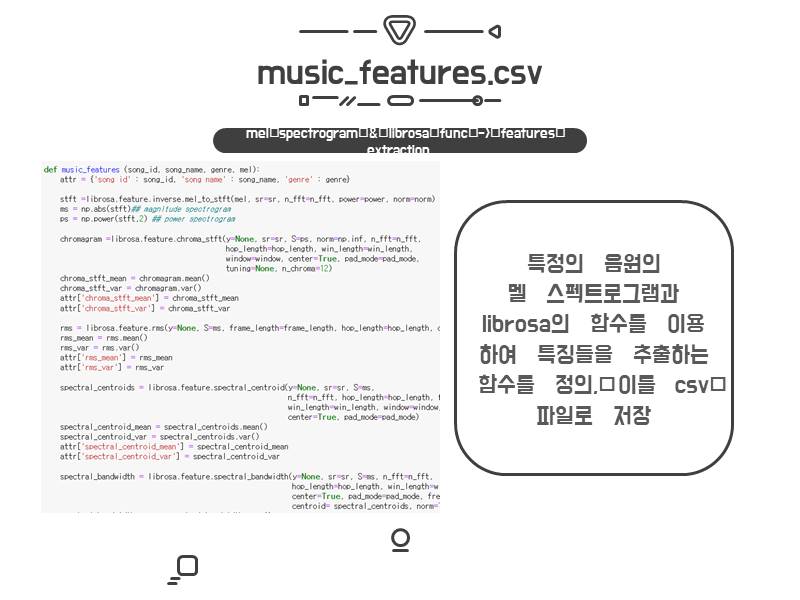 music_features.csv
mel spectrogram & librosa func -> features
extraction
def music_features (song_id, song_name, genre, mel):
attr = {'song id' : song_id, 'song name' : song_name, 'genre' : genre}
stft =librosa.feature.inverse.mel_to_stft(mel, sr=sr, n_fft=n_fft, power=power, norm=norm)
ms = np.abs(stft)## magnitude spectrogram
ps = np.power(stft,2) ## power spectrogram
chromagram =librosa.feature.chroma_stft(y=None, sr=sr, S=ps, norm=np.inf, n_fft=n_fft,
hop_length=hop_length, win_length=win_length,
window=window, center=True, pad_mode=pad_mode,
tuning=None, n_chroma=12)
chroma_stft_mean = chromagram.mean()
chroma_stft_var = chromagram.var()
attr['chroma_stft_mean'] = chroma_stft_mean
attr['chroma_stft_var'] = chroma_stft_var
rms = librosa.feature.rms(y=None, S=ms, frame_length=frame_length, hop_length=hop_length, c
rms_mean = rms.mean()
rms_var = rms.var()
attr['rms_mean'] = rms_mean
attr['rms_var'] = rms_var
spectral_centroids = librosa.feature.spectral_centroid(y=None, sr=sr, S=ms,
n_fft=n_fft, hop_length=hop_length, f
win_length=win_length, window=window,
center=True, pad_mode=pad_mode)
spectral_centroid_mean = spectral_centroids.mean()
spectral_centroid_var = spectral_centroids.var()
attr['spectral_centroid_mean'] = spectral_centroid_mean
attr['spectral_centroid_var'] = spectral_centroid_var
spectral_bandwidth = librosa.feature.spectral_bandwidth(y=None, sr=sr, S=ms, n_fft=n_fft,
hop_length=hop_length, win_length=w
center=True, pad_mode=pad_mode, fre
centroid= spectral_centroids, norm=
특정의 음원의
멜 스펙트로그램과
librosa의 함수를 이용
하여 특징들을 추출하는
함수를 정의, 이를 csv
파일로 저장